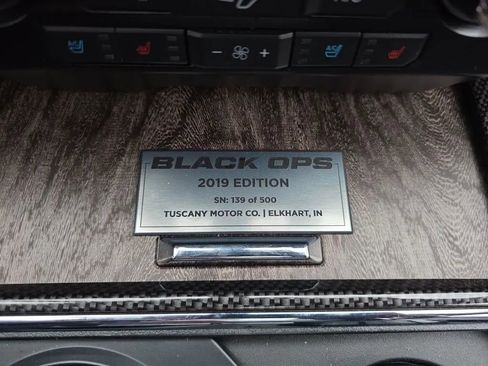 A/C
A/C
BLACK OPS
2019 EDITION
SN: 139 of 500
TUSCANY MOTOR CO. | ELKHART, IN